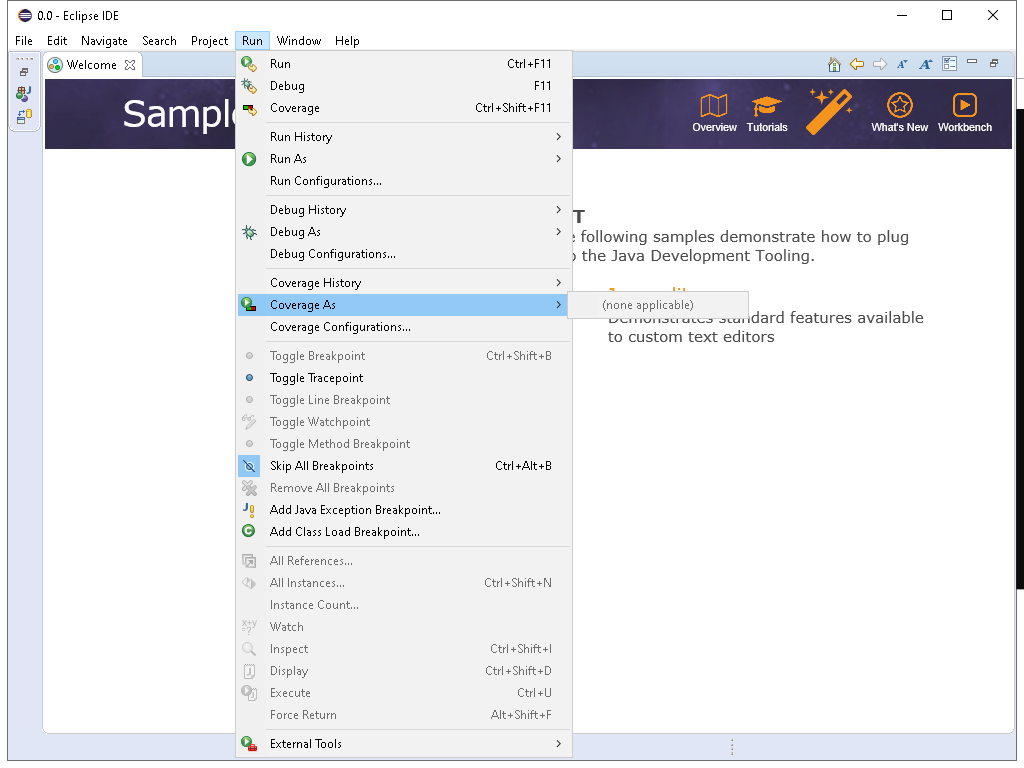 0.0 - Eclipse IDE
File Edit Navigate Search Project Run Window Help
Welcome
Sampl
Overview Tutorials What's New Workbench
Run Ctrl+F11
Debug F11
Coverage Ctrl+Shift+F11
Run History
Run As
Run Configurations...
Debug History
Debug As
Debug Configurations...
Coverage History
Coverage As
(none applicable)
Coverage Configurations...
Toggle Breakpoint Ctrl+Shift+B
Toggle Tracepoint
Toggle Line Breakpoint
Toggle Watchpoint
Toggle Method Breakpoint
Skip All Breakpoints Ctrl+Alt+B
Remove All Breakpoints
Add Java Exception Breakpoint...
Add Class Load Breakpoint...
All References...
All Instances... Ctrl+Shift+N
Instance Count...
Watch
Inspect Ctrl+Shift+I
Display Ctrl+Shift+D
Execute Ctrl+U
Force Return Alt+Shift+F
External Tools
T
following samples demonstrate how to plug
the Java Development Tooling.
Demonstrates standard features available
to custom text editors